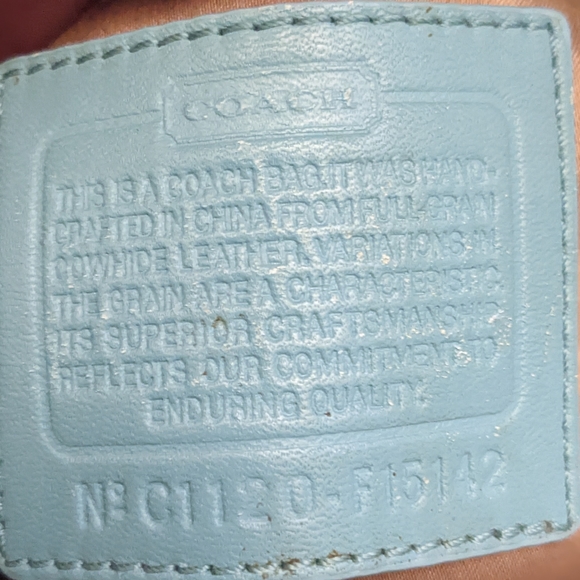 COACH
THIS IS A COACH BAG. IT WAS HAND-
CRAFTED IN CHINA FROM FULL-GRAIN
COWHIDE LEATHER. VARIATIONS IN
THE GRAIN ARE A CHARACTERISTIC
ITS SUPERIOR CRAFTSMANSHIP
REFLECTS OUR COMMITMENT TO
ENDURING QUALITY.
Nº C1120-F15142